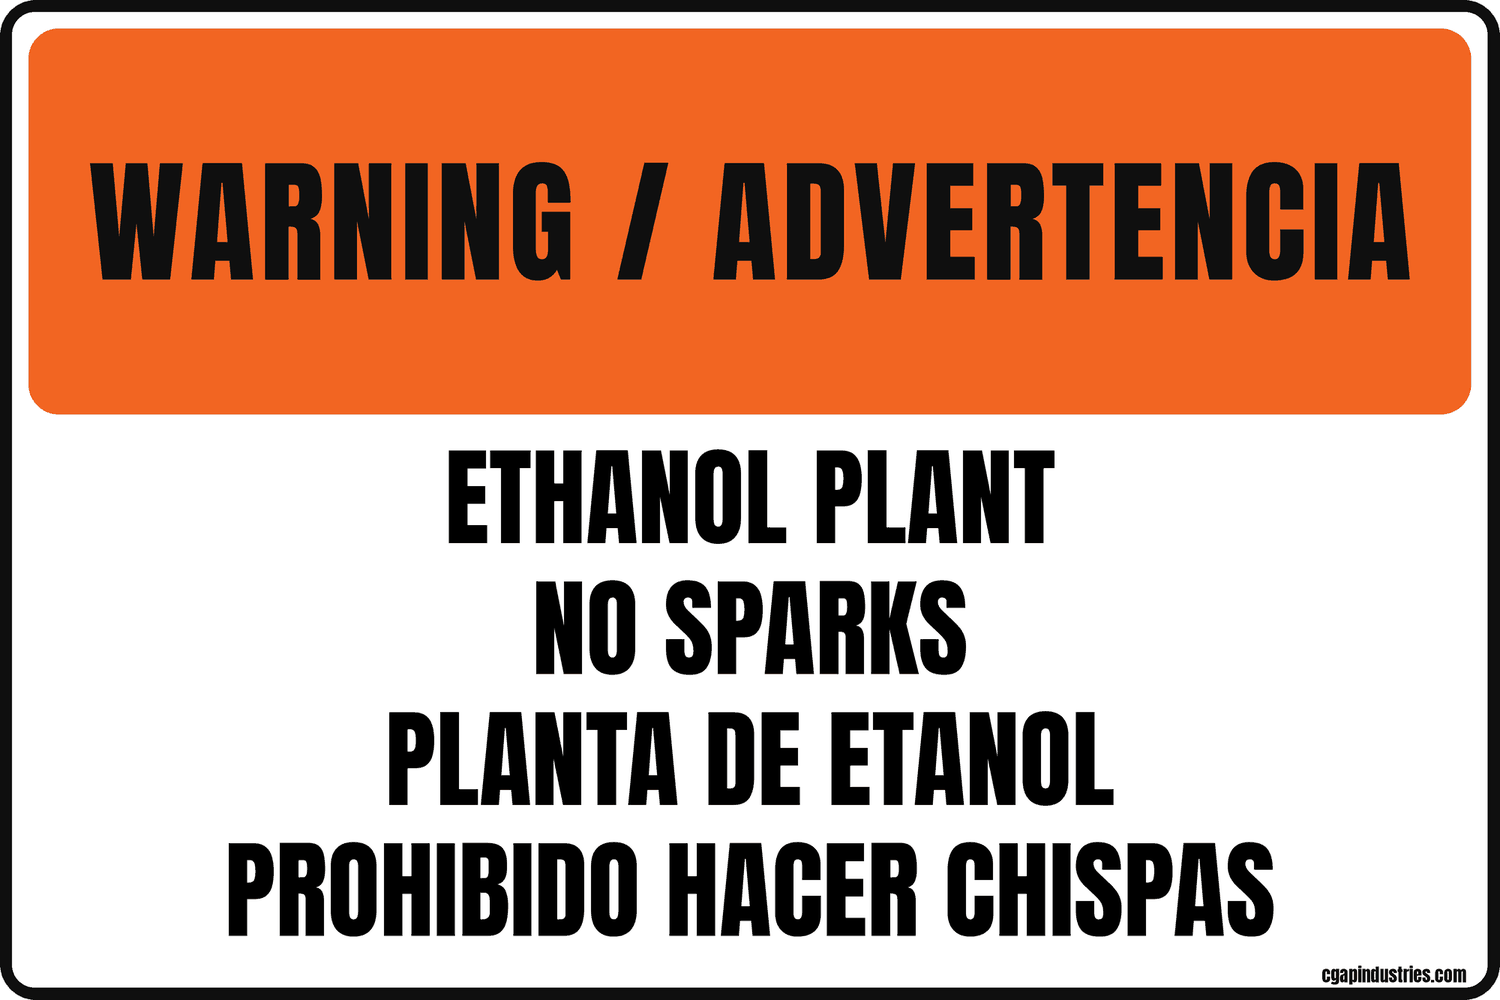 WARNING / ADVERTENCIA
ETHANOL PLANT
NO SPARKS
PLANTA DE ETANOL
PROHIBIDO HACER CHISPAS
cgapindustries.com